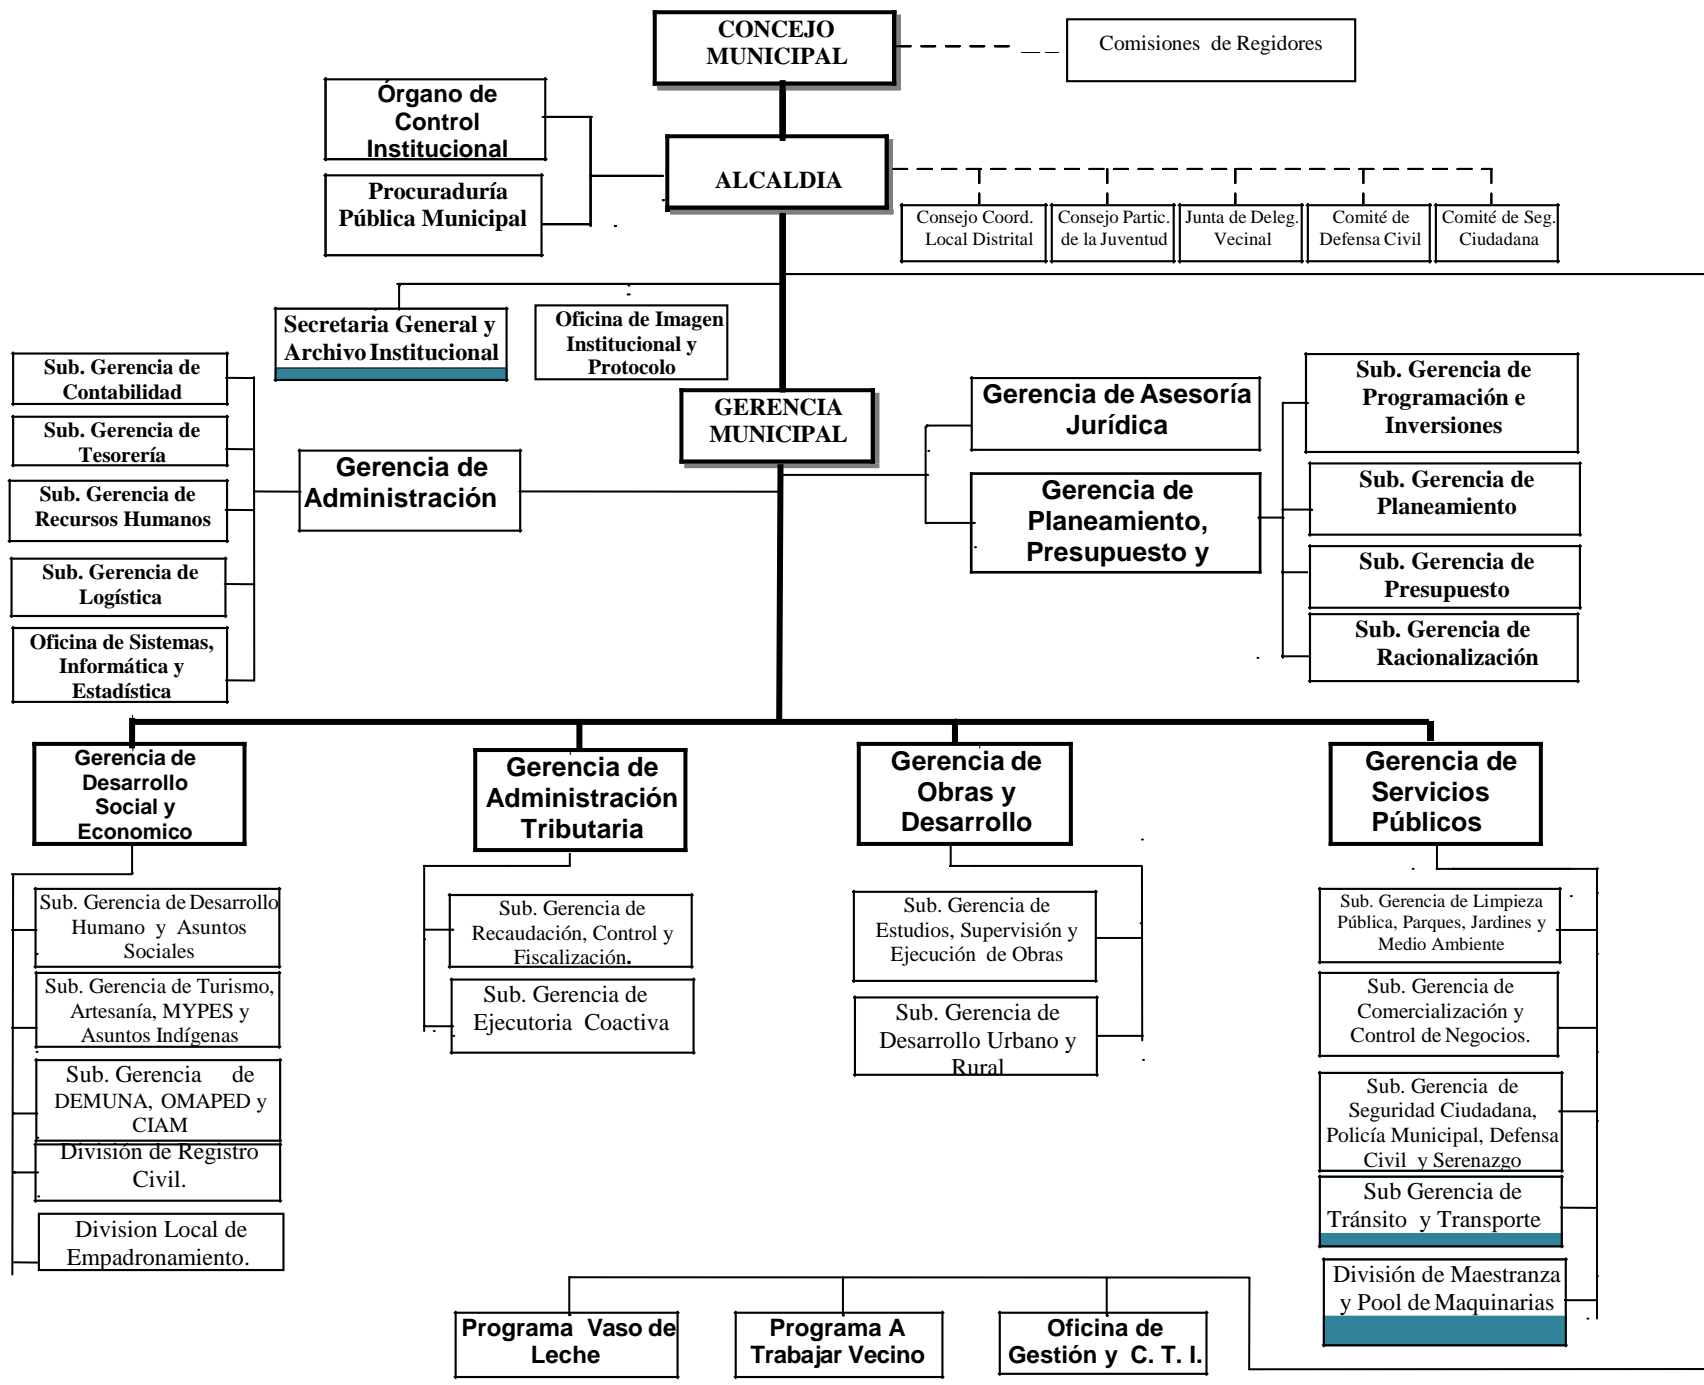 CONCEJO
MUNICIPAL
Comisiones de Regidores
Órgano de
Control
Institucional
Procuraduría
Pública Municipal
ALCALDIA
Consejo Coord.
Local Distrital
Consejo Partic.
de la Juventud
Junta de Deleg.
Vecinal
Comité de
Defensa Civil
Comité de Seg.
Ciudadana
Secretaria General y
Archivo Institucional
Oficina de Imagen
Institucional y
Protocolo
GERENCIA
MUNICIPAL
Sub. Gerencia de
Contabilidad
Sub. Gerencia de
Tesorería
Sub. Gerencia de
Recursos Humanos
Sub. Gerencia de
Logística
Oficina de Sistemas,
Informática y
Estadística
Gerencia de
Administración
Gerencia de Asesoría
Jurídica
Gerencia de
Planeamiento,
Presupuesto y
Sub. Gerencia de
Programación e
Inversiones
Sub. Gerencia de
Planeamiento
Sub. Gerencia de
Presupuesto
Sub. Gerencia de
Racionalización
Gerencia de
Desarrollo
Social y
Economico
Gerencia de
Administración
Tributaria
Gerencia de
Obras y
Desarrollo
Gerencia de
Servicios
Públicos
Sub. Gerencia de Desarrollo
Humano y Asuntos
Sociales
Sub. Gerencia de Turismo,
Artesanía, MYPES y
Asuntos Indígenas
Sub. Gerencia de
DEMUNA, OMAPED y
CIAM
División de Registro
Civil.
Division Local de
Empadronamiento.
Sub. Gerencia de
Recaudación, Control y
Fiscalización.
Sub. Gerencia de
Ejecutoria Coactiva
Sub. Gerencia de
Estudios, Supervisión y
Ejecución de Obras
Sub. Gerencia de
Desarrollo Urbano y
Rural
Sub. Gerencia de Limpieza
Pública, Parques, Jardines y
Medio Ambiente
Sub. Gerencia de
Comercialización y
Control de Negocios.
Sub. Gerencia de
Seguridad Ciudadana,
Policía Municipal, Defensa
Civil y Serenazgo
Sub Gerencia de
Tránsito y Transporte
División de Maestranza
y Pool de Maquinarias
Programa Vaso de
Leche
Programa A
Trabajar Vecino
Oficina de
Gestión y C. T. I.